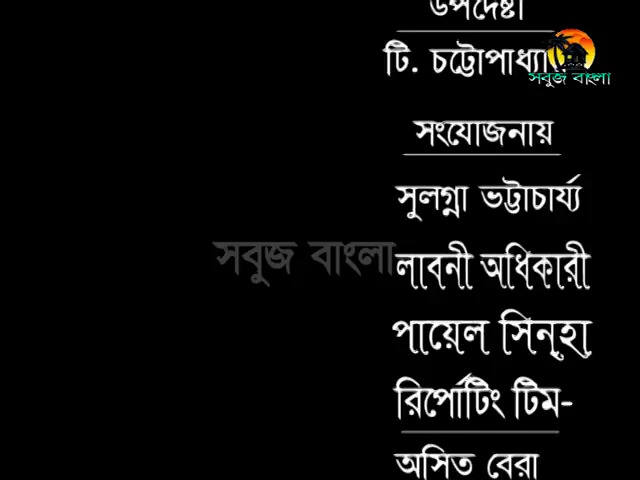 উপদেষ্টা
টি. চট্টোপাধ্যায়
সবুজ বাংলা
সংযোজনায়
সুলগ্না ভট্টাচার্য্য
সবুজ বাংলা
লাবনী অধিকারী
পায়েল সিন্হা
রিপোর্টিং টিম-
অসিত বেরা